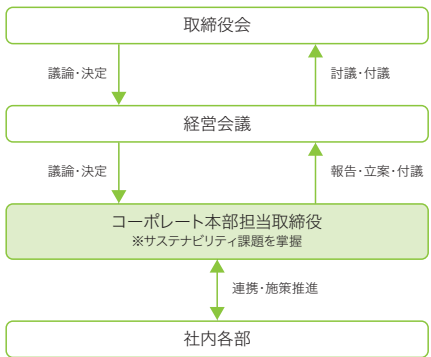 取締役会
議論・決定
討議・付議
経営会議
議論・決定
報告・立案・付議
コーポレート本部担当取締役
※サステナビリティ課題を掌握
連携・施策推進
社内各部